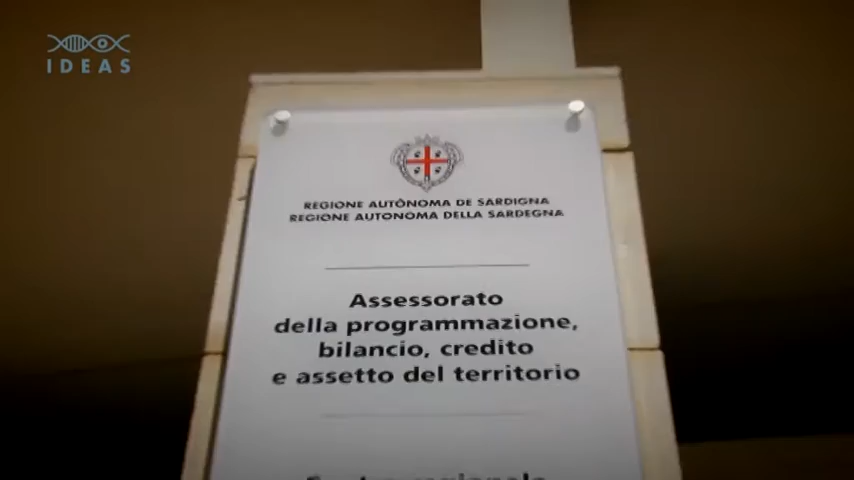 IDEAS
REGIONE AUTÒNOMA DE SARDIGNA
REGIONE AUTONOMA DELLA SARDEGNA
Assessorato
della programmazione,
bilancio, credito
e assetto del territorio